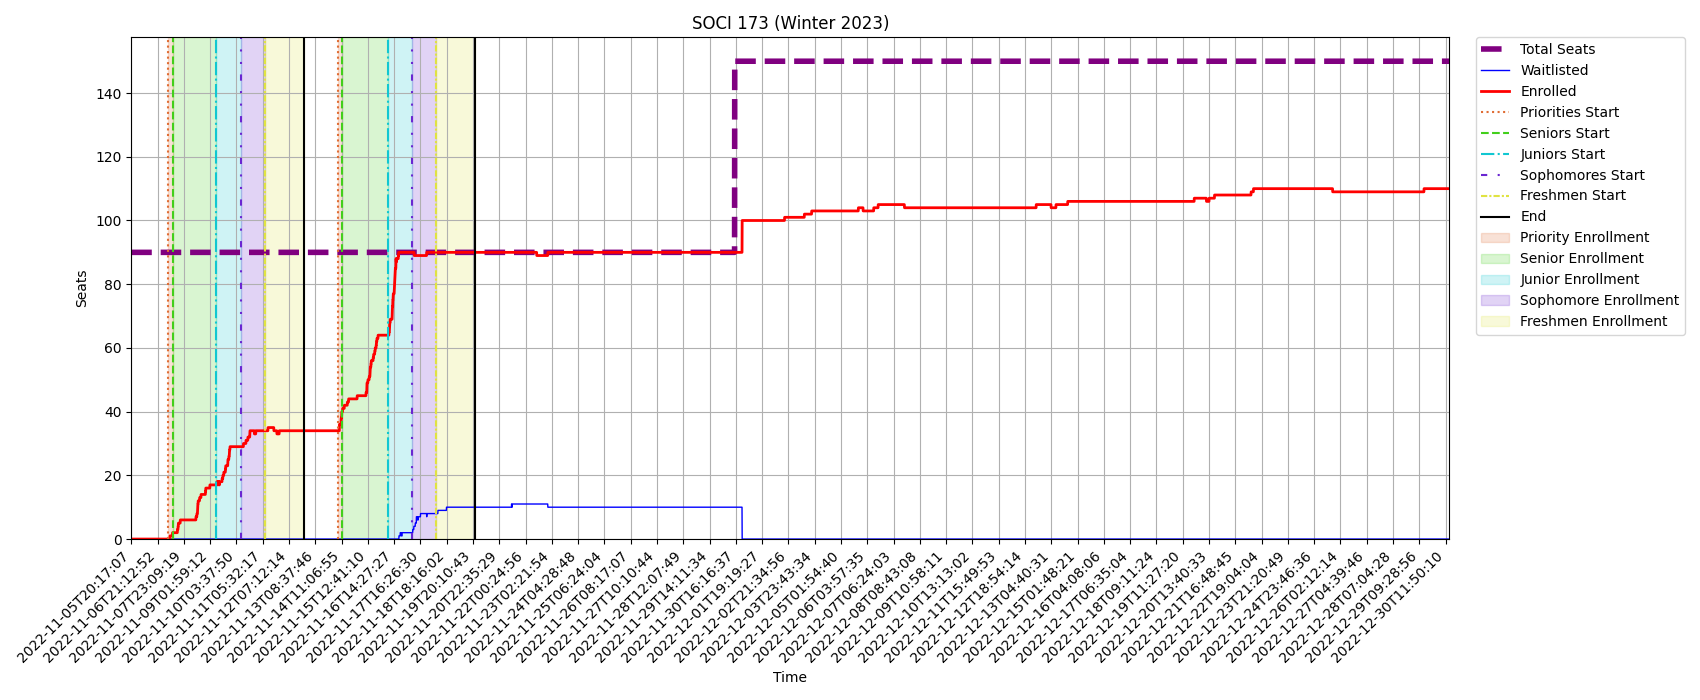 SOCI 173 (Winter 2023)
Seats
140
120
100
80
60
40
20
0
2022-11-05T20:17:07
2022-11-06T21:12:52
2022-11-07T23:09:19
2022-11-09T01:59:12
2022-11-10T03:37:50
2022-11-11T05:32:17
2022-11-12T07:12:14
2022-11-13T08:37:46
2022-11-14T11:06:55
2022-11-15T12:41:10
2022-11-16T14:27:27
2022-11-17T16:26:30
2022-11-18T18:16:02
2022-11-19T20:10:43
2022-11-20T22:35:29
2022-11-22T00:24:56
2022-11-23T02:21:54
2022-11-24T04:28:48
2022-11-25T06:24:04
2022-11-26T08:17:07
2022-11-27T10:10:44
2022-11-28T12:07:49
2022-11-29T14:11:34
2022-11-30T16:16:37
2022-12-01T19:19:27
2022-12-02T21:34:56
2022-12-03T23:43:34
2022-12-05T01:54:40
2022-12-06T03:57:35
2022-12-07T06:24:03
2022-12-08T08:43:08
2022-12-09T10:58:11
2022-12-10T13:13:02
2022-12-11T15:49:53
2022-12-12T18:54:14
2022-12-13T04:40:31
2022-12-15T01:48:21
2022-12-16T04:08:06
2022-12-17T06:35:04
2022-12-18T09:11:24
2022-12-19T11:27:20
2022-12-20T13:40:33
2022-12-21T16:48:45
2022-12-22T19:04:04
2022-12-23T21:20:49
2022-12-24T23:46:36
2022-12-26T02:12:14
2022-12-27T04:39:46
2022-12-28T07:04:28
2022-12-29T09:28:56
2022-12-30T11:50:10
Time
Total Seats
Waitlisted
Enrolled
Priorities Start
Seniors Start
Juniors Start
Sophomores Start
Freshmen Start
End
Priority Enrollment
Senior Enrollment
Junior Enrollment
Sophomore Enrollment
Freshmen Enrollment